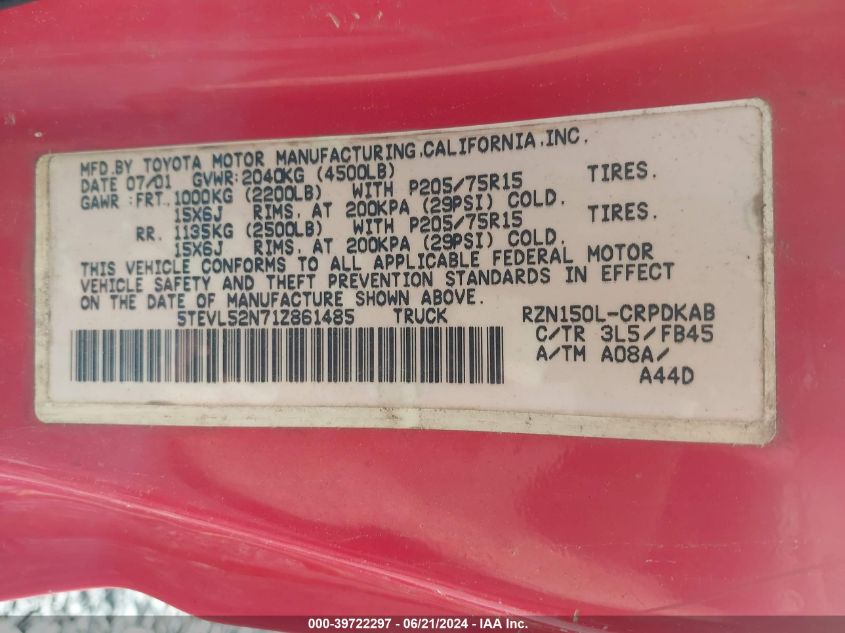 MFD.BY TOYOTA MOTOR MANUFACTURING.CALIFORNIA.INC.
DATE 07/01 GVWR:2040KG (4500LB)
GAWR :FRT. 1000KG (2200LB) WITH P205/75R15 TIRES.
15X6J RIMS. AT 200KPA (29PSI) COLD.
RR. 1135KG (2500LB) WITH P205/75R15 TIRES.
15X6J RIMS. AT 200KPA (29PSI) COLD.
THIS VEHICLE CONFORMS TO ALL APPLICABLE FEDERAL MOTOR
VEHICLE SAFETY AND THEFT PREVENTION STANDARDS IN EFFECT
ON THE DATE OF MANUFACTURE SHOWN ABOVE.
5TEVL52N71Z861485 TRUCK RZN150L-CRPDKAB
C/TR 3L5/FB45
A/TM A08A/
A44D
000-39722297 - 06/21/2024 - IAA Inc.